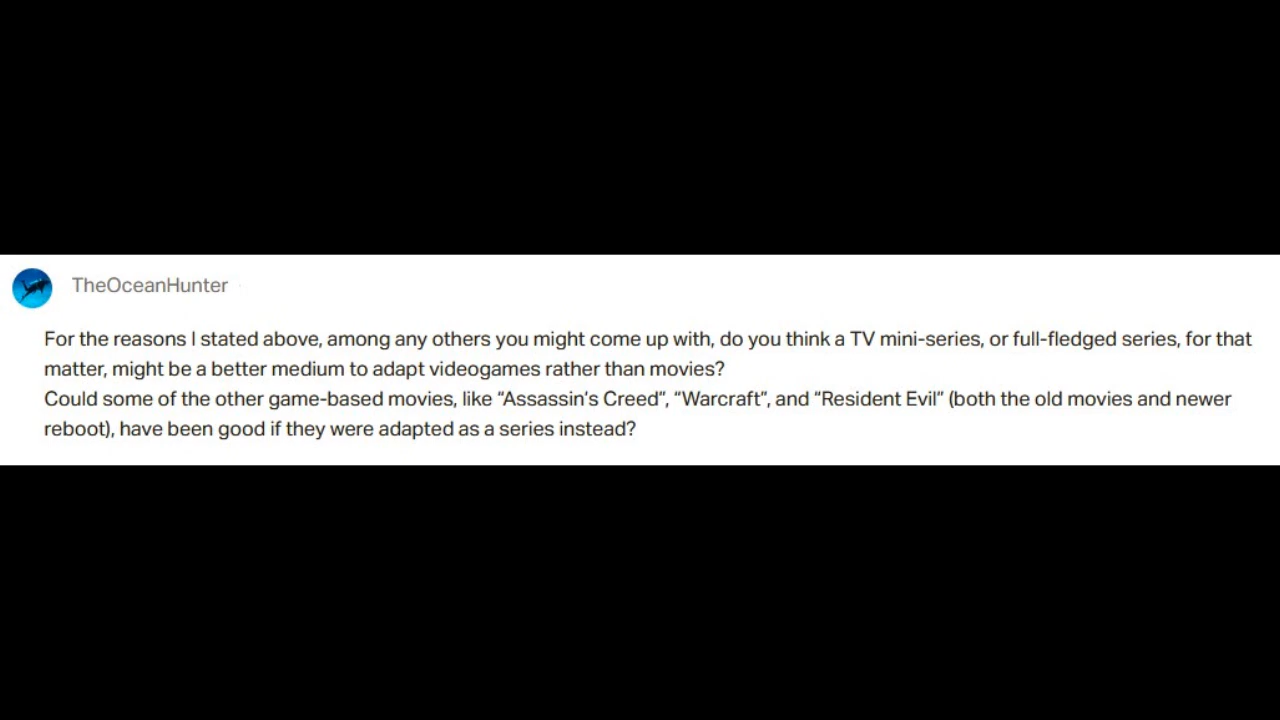 TheOceanHunter
For the reasons I stated above, among any others you might come up with, do you think a TV mini-series, or full-fledged series, for that
matter, might be a better medium to adapt videogames rather than movies?
Could some of the other game-based movies, like “Assassin’s Creed”, “Warcraft”, and “Resident Evil” (both the old movies and newer
reboot), have been good if they were adapted as a series instead?